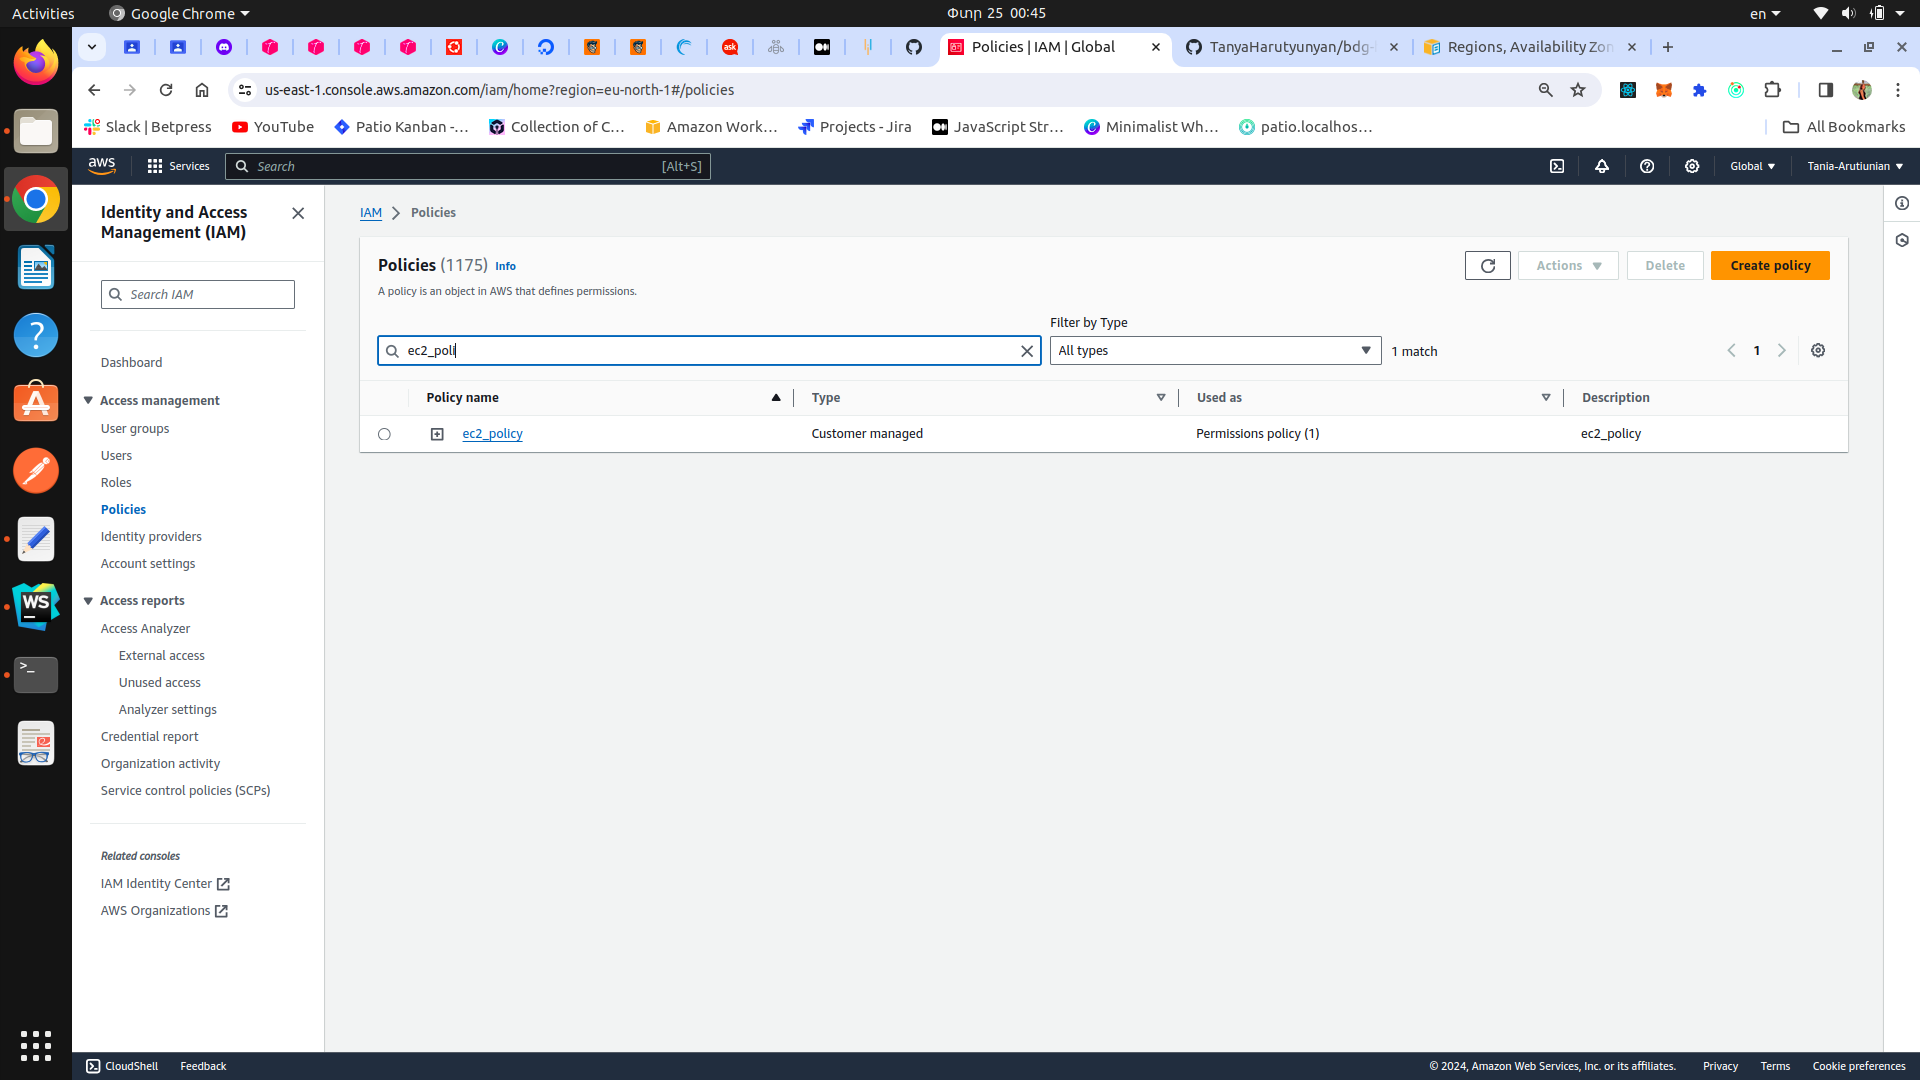 Activities
Google Chrome
Փտր 25 00:45
en
Policies | IAM | Global
TanyaHarutyunyan/bdg-
Regions, Availability Zon
us-east-1.console.aws.amazon.com/iam/home?region=eu-north-1#/policies
Slack | Betpress
YouTube
Patio Kanban -...
Collection of C...
Amazon Work...
Projects - Jira
JavaScript Str...
Minimalist Wh...
patio.localhos...
All Bookmarks
aws
Services
Search
[Alt+S]
Global
Tania-Arutiunian
Identity and Access
Management (IAM)
Search IAM
Dashboard
Access management
User groups
Users
Roles
Policies
Identity providers
Account settings
Access reports
Access Analyzer
External access
Unused access
Analyzer settings
Credential report
Organization activity
Service control policies (SCPs)
Related consoles
IAM Identity Center
AWS Organizations
IAM
Policies
Policies (1175) Info
A policy is an object in AWS that defines permissions.
Actions
Delete
Create policy
Filter by Type
ec2_poli
All types
1 match
1
Policy name
Type
Used as
Description
ec2_policy
Customer managed
Permissions policy (1)
ec2_policy
CloudShell
Feedback
© 2024, Amazon Web Services, Inc. or its affiliates.
Privacy
Terms
Cookie preferences